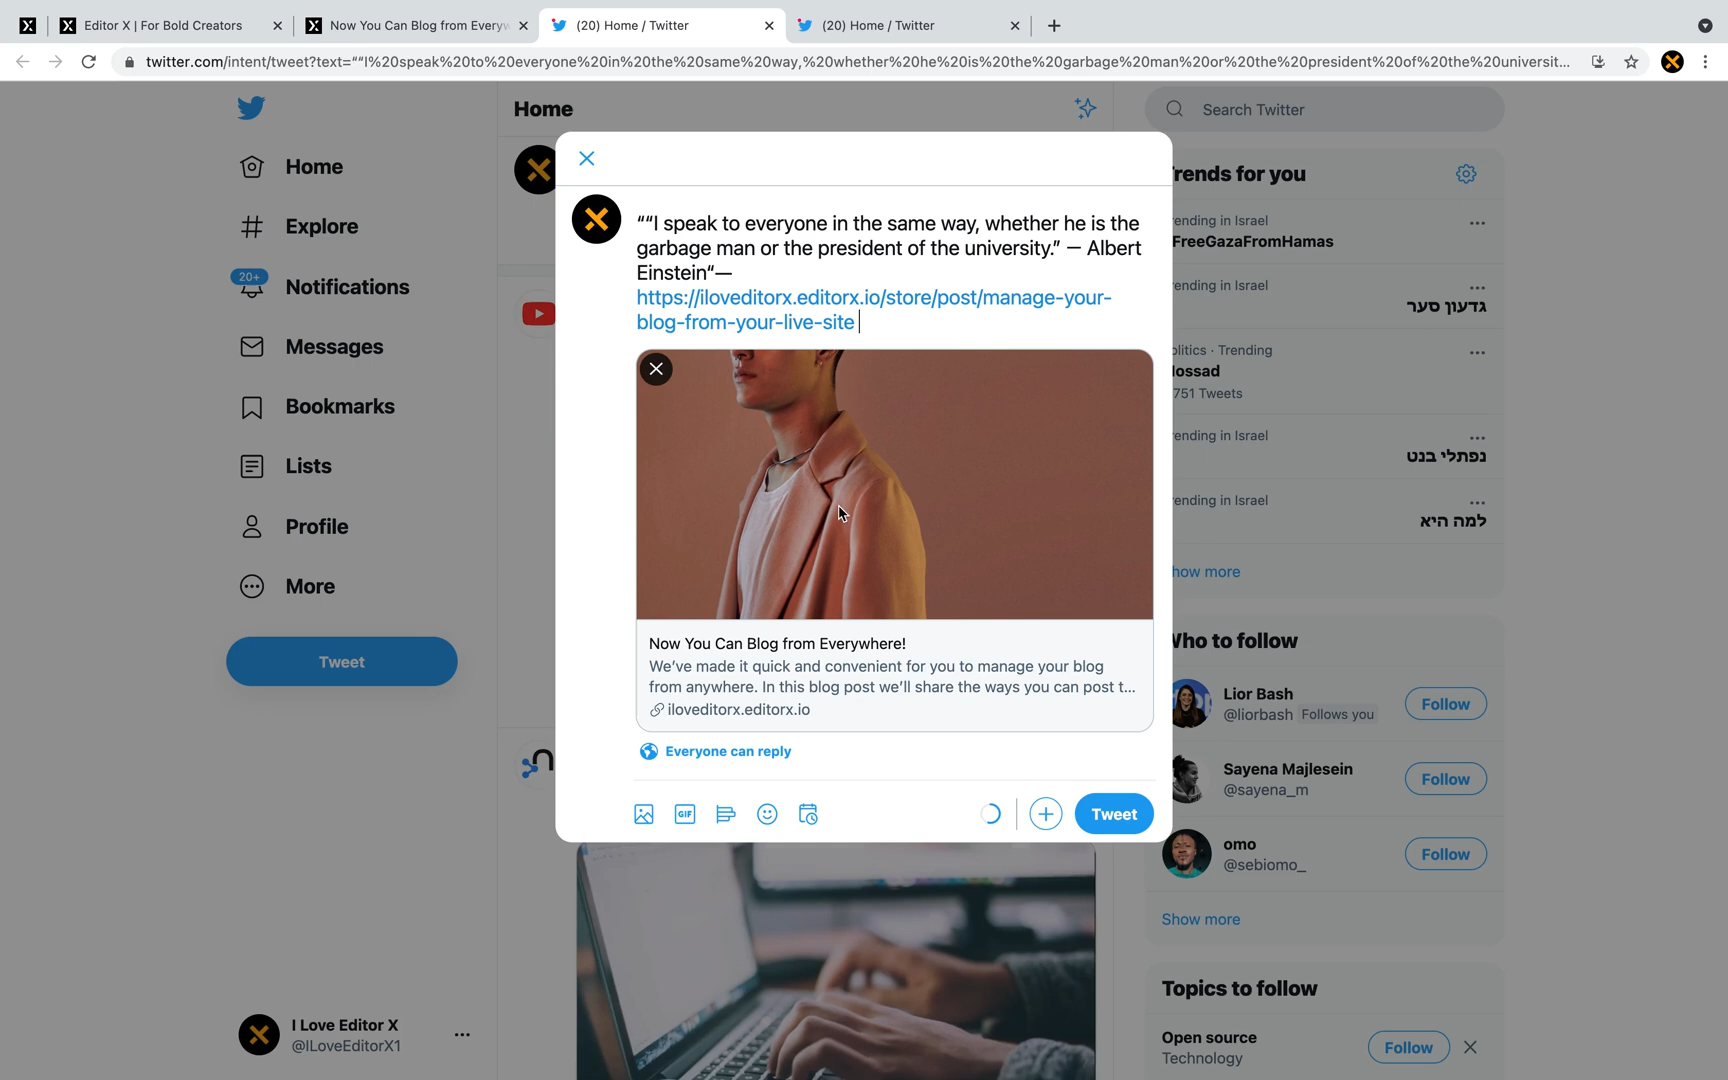 Editor X | For Bold Creators
Now You Can Blog from Everyw
(20) Home / Twitter
(20) Home / Twitter
twitter.com/intent/tweet?text=""I%20speak%20to%20everyone%20in%20the%20same%20way,%20whether%20he%20is%20the%20garbage%20man%20or%20the%20president%20of%20the%20universit...
Home
Explore
20+
Notifications
Messages
Bookmarks
Lists
Profile
More
Tweet
I Love Editor X
@ILoveEditorX1
Home
““I speak to everyone in the same way, whether he is the
garbage man or the president of the university.” — Albert
Einstein“—
https://iloveditorx.editorx.io/store/post/manage-your-
blog-from-your-live-site
Now You Can Blog from Everywhere!
We've made it quick and convenient for you to manage your blog
from anywhere. In this blog post we'll share the ways you can post t...
iloveditorx.editorx.io
Everyone can reply
GIF
Tweet
Search Twitter
rends for you
ending in Israel
FreeGazaFromHamas
ending in Israel
גדעון סער
olitics · Trending
lossad
751 Tweets
ending in Israel
נפתלי בנט
ending in Israel
למה היא
how more
Who to follow
Lior Bash
@liorbash Follows you
Follow
Sayena Majlesein
@sayena_m
Follow
omo
@sebiomo_
Follow
Show more
Topics to follow
Open source
Technology
Follow